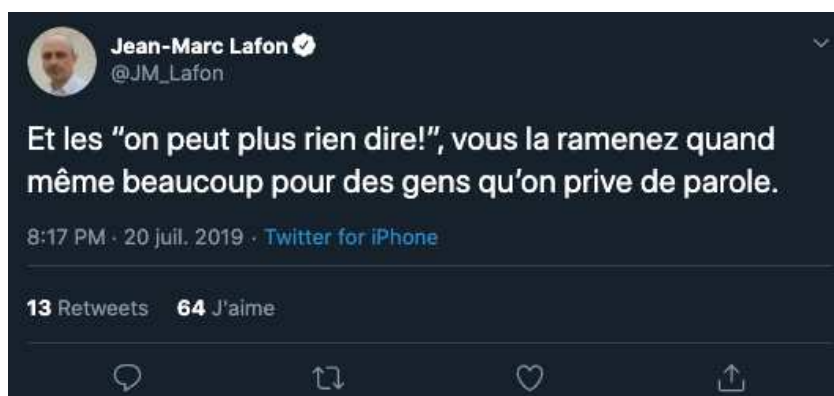 Jean-Marc Lafon
@JM_Lafon
Et les “on peut plus rien dire!”, vous la ramenez quand
même beaucoup pour des gens qu’on prive de parole.
8:17 PM · 20 juil. 2019 · Twitter for iPhone
13 Retweets 64 J'aime